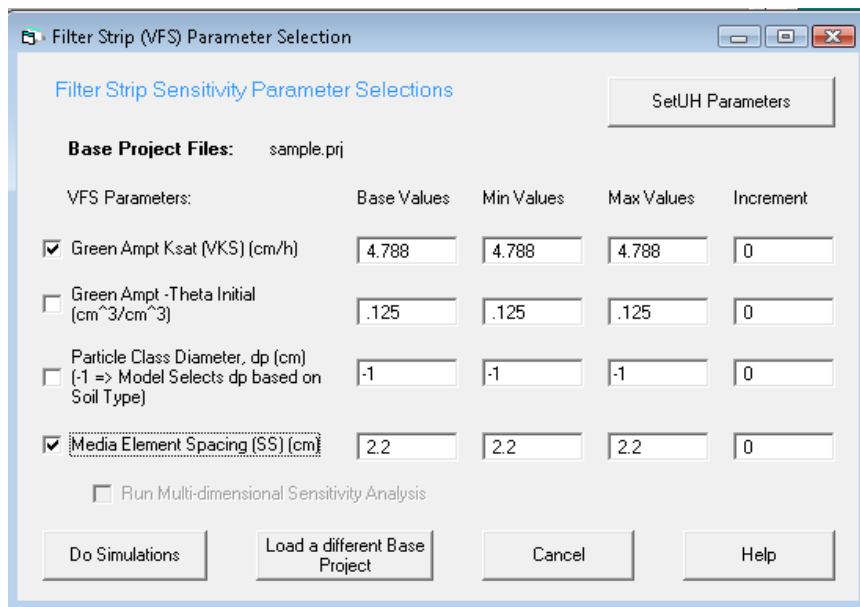 Filter Strip (VFS) Parameter Selection
Filter Strip Sensitivity Parameter Selections
SetUH Parameters
Base Project Files: sample.prj
VFS Parameters: Base Values Min Values Max Values Increment
Green Ampt Ksat (VKS) (cm/h) 4.788 4.788 4.788 0
Green Ampt -Theta Initial
(cm^3/cm^3) .125 .125 .125 0
Particle Class Diameter, dp (cm)
(-1 => Model Selects dp based on -1 -1 -1 0
Soil Type)
Media Element Spacing (SS) (cm) 2.2 2.2 2.2 0
Run Multi-dimensional Sensitivity Analysis
Do Simulations
Load a different Base
Project
Cancel
Help